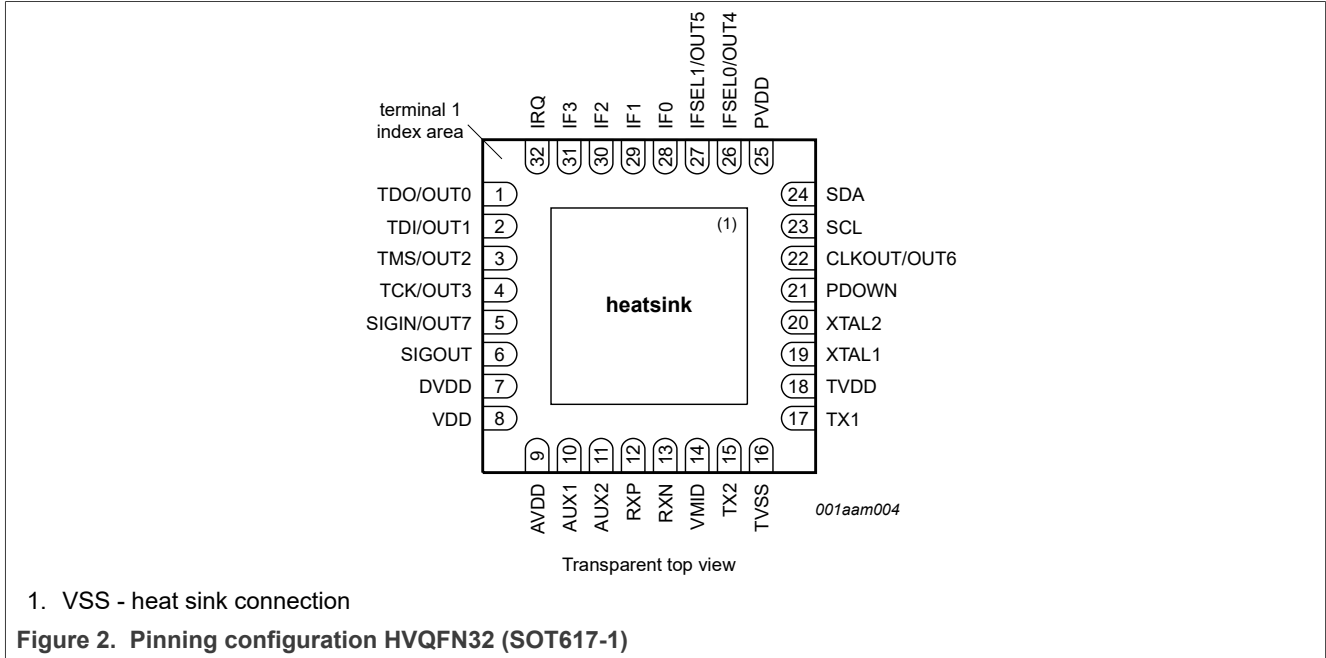 IFSEL1/OUT5
IFSEL0/OUT4
IRQ
IF3
IF2
IF1
IF0
PVDD
terminal 1
index area
32
31
30
29
28
27
26
25
TDO/OUT0 1
TDI/OUT1 2
TMS/OUT2 3
TCK/OUT3 4
SIGIN/OUT7 5
SIGOUT 6
DVDD 7
VDD 8
(1)
heatsink
24 SDA
23 SCL
22 CLKOUT/OUT6
21 PDOWN
20 XTAL2
19 XTAL1
18 TVDD
17 TX1
9
10
11
12
13
14
15
16
AVDD
AUX1
AUX2
RXP
RXN
VMID
TX2
TVSS
001aam004
Transparent top view
1. VSS - heat sink connection
Figure 2. Pinning configuration HVQFN32 (SOT617-1)